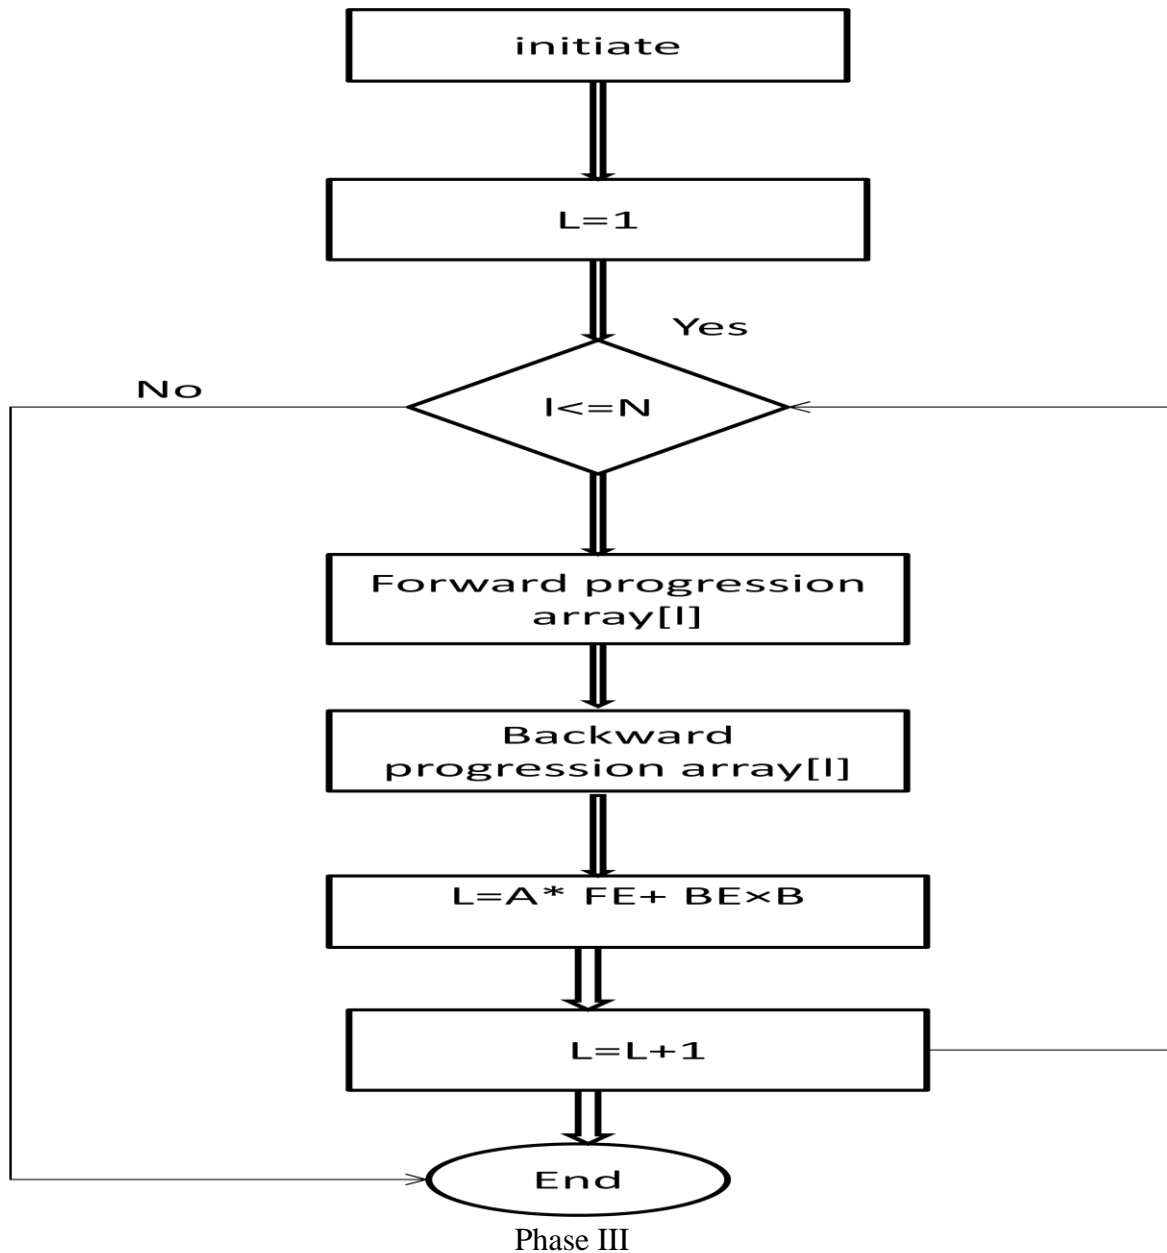 initiate
L=1
Yes
No
l<=N
Forward progression
array[l]
Backward
progression array[l]
L=A* FE+ BE×B
L=L+1
End
Phase III